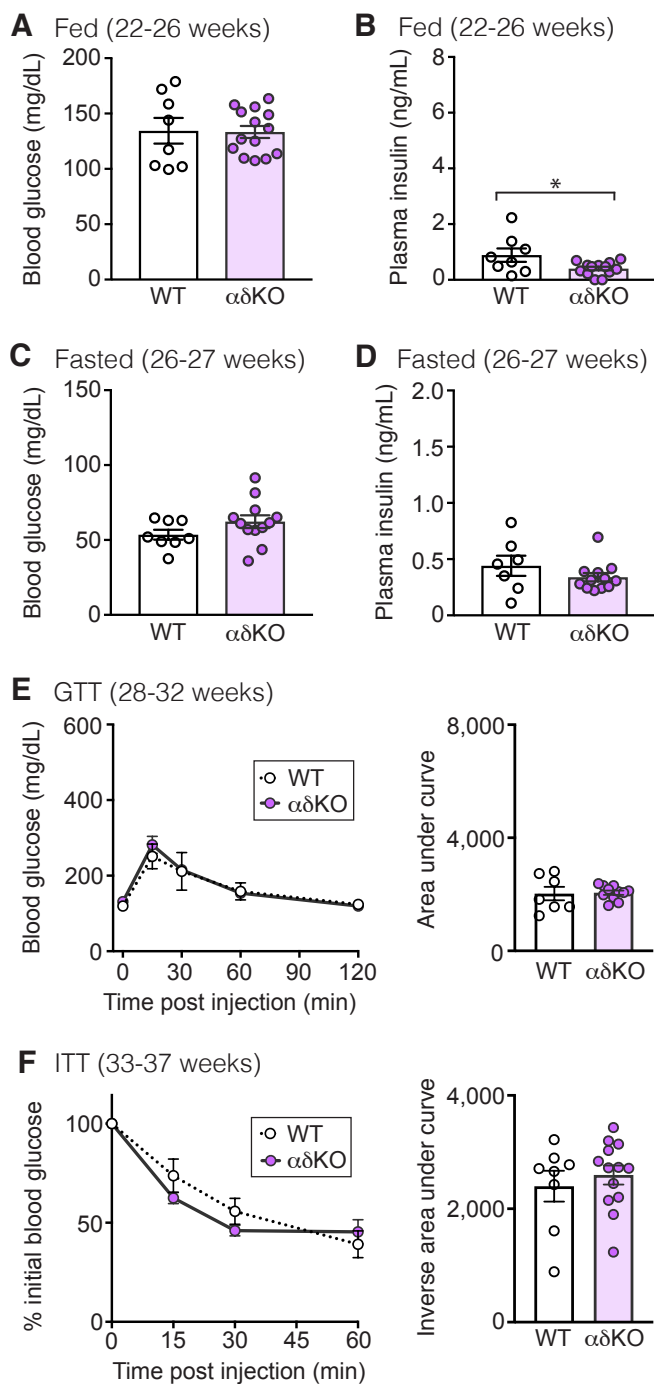 A Fed (22-26 weeks)
Blood glucose (mg/dL)
200
150
100
50
0
WT
αδKO
B Fed (22-26 weeks)
Plasma insulin (ng/mL)
8
6
4
2
0
*
WT
αδKO
C Fasted (26-27 weeks)
Blood glucose (mg/dL)
150
100
50
0
WT
αδKO
D Fasted (26-27 weeks)
Plasma insulin (ng/mL)
2.0
1.5
1.0
0.5
0
WT
αδKO
E GTT (28-32 weeks)
Blood glucose (mg/dL)
600
400
200
0
WT
αδKO
0 30 60 90 120
Time post injection (min)
Area under curve
8,000
4,000
0
WT
αδKO
F ITT (33-37 weeks)
% initial blood glucose
100
50
0
WT
αδKO
0 15 30 45 60
Time post injection (min)
Inverse area under curve
4,000
2,000
0
WT
αδKO